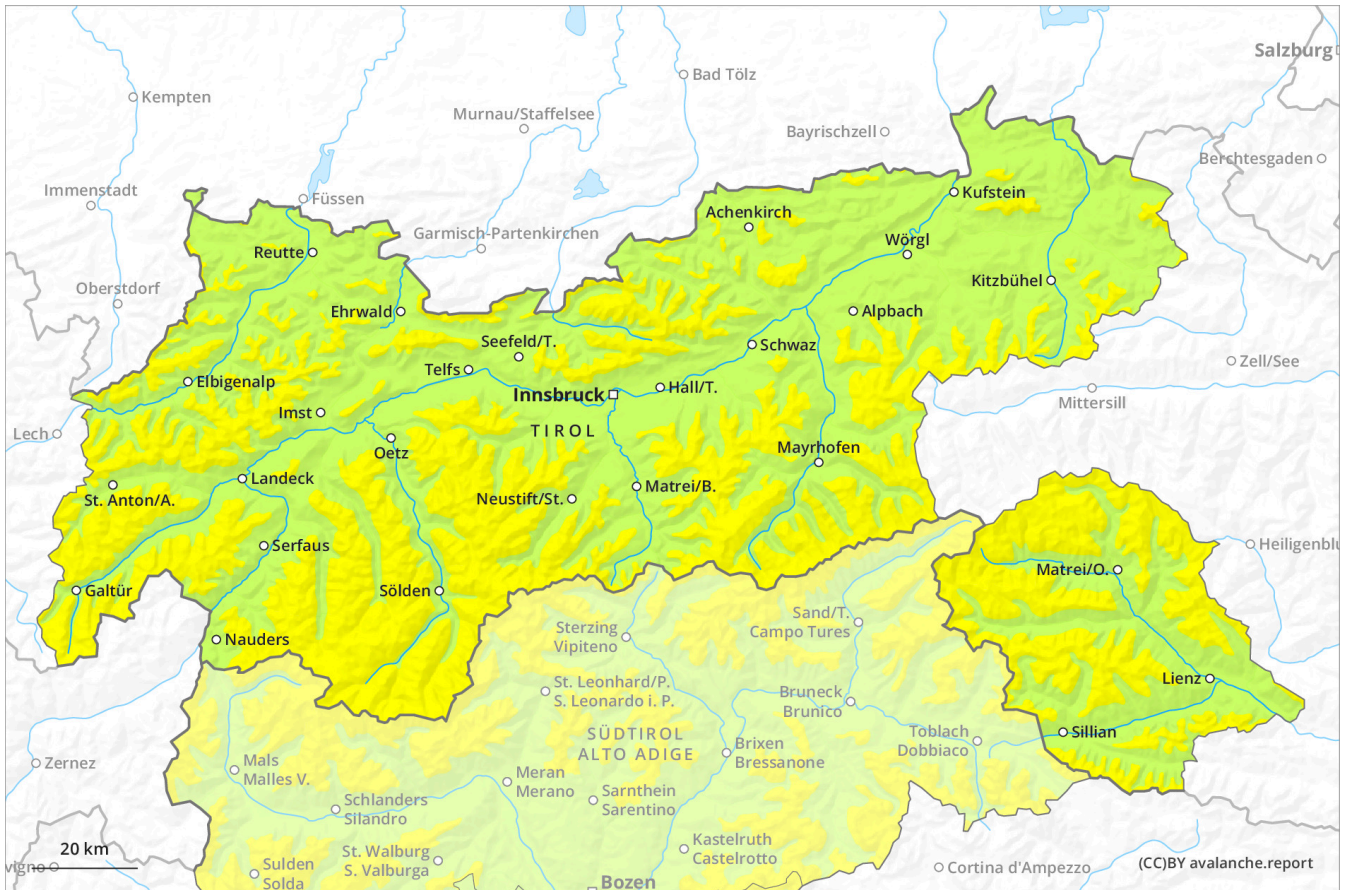 Salzburg
Bad Tölz
Kempten
Murnau/Staffelsee
Bayrischzell
Berchtesgaden
Immenstadt
Füssen
Kufstein
Achenkirch
Garmisch-Partenkirchen
Wörgl
Reutte
Oberstdorf
Kitzbühel
Ehrwald
Alpbach
Seefeld/T.
Schwaz
Zell/See
Telfs
Elbigenalp
Hall/T.
Innsbruck
Mittersill
Imst
Lech
TIROL
Mayrhofen
Oetz
Landeck
Matrei/B.
St. Anton/A.
Neustift/St.
Serfaus
Heiligenblu
Matrei/O.
Galtür
Sölden
Sand/T.
Campo Tures
Nauders
Sterzing
Vipiteno
Lienz
St. Leonhard/P.
S. Leonardo i. P.
Bruneck
Brunico
Sillian
SÜDTIROL
ALTO ADIGE
Toblach
Dobbiaco
Brixen
Bressanone
Zernez
Mals
Malles V.
Meran
Merano
Sarnthein
Sarentino
Schlanders
Silandro
20 km
St. Walburg
S. Valburga
Kastelruth
Castelrotto
vigno
Sulden
Solda
Cortina d'Ampezzo
(CC)BY avalanche.report
Bozen